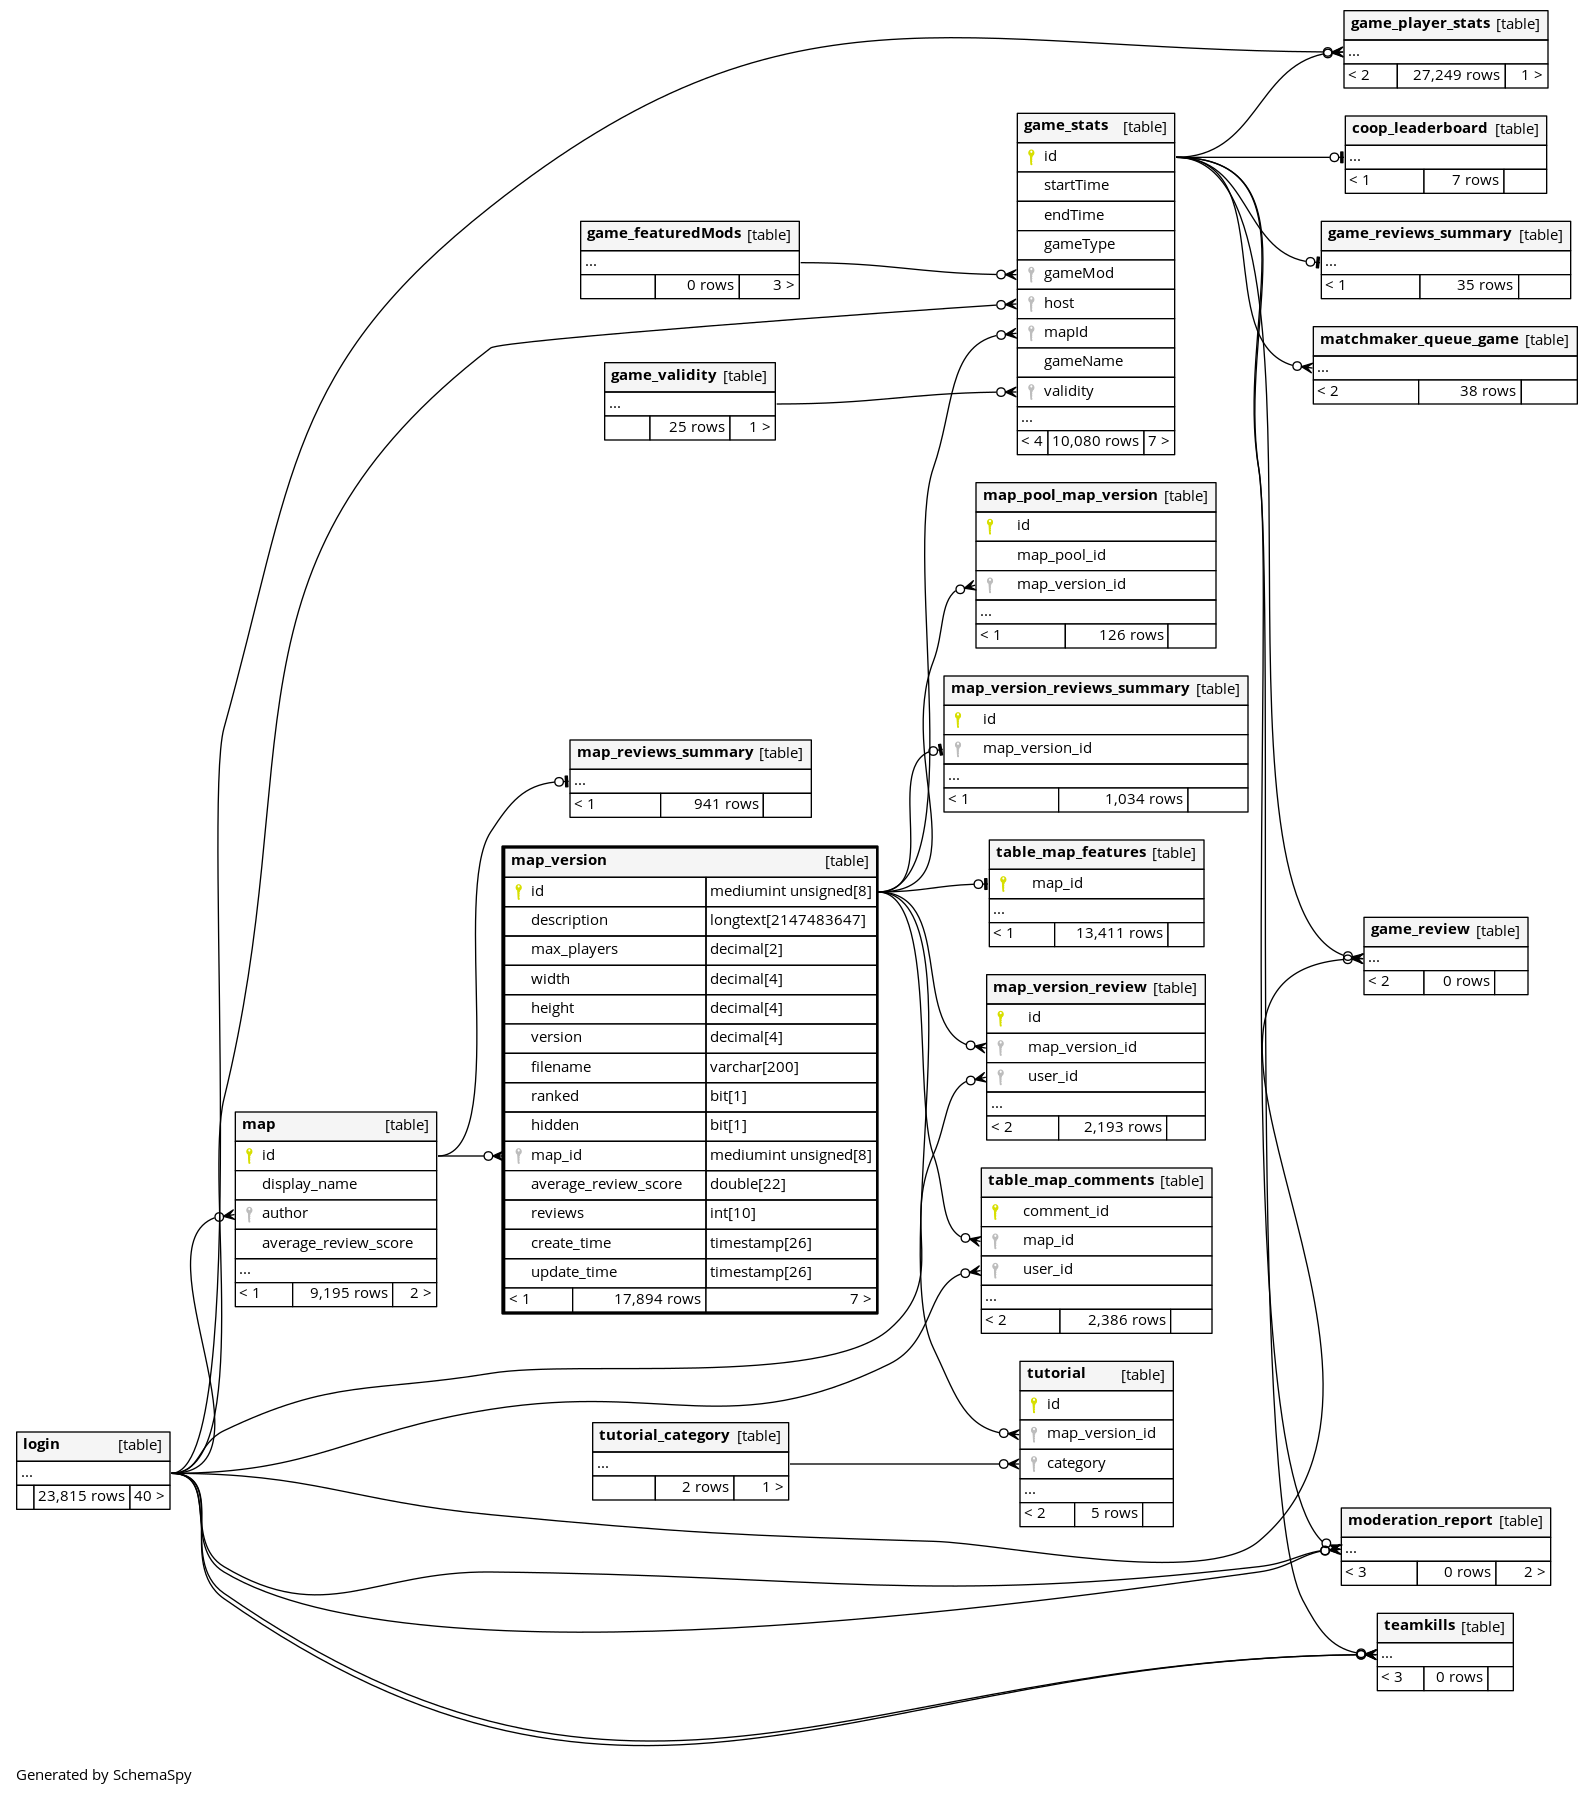 game_player_stats [table]
...
< 2 27,249 rows 1 >
game_stats [table]
id
startTime
endTime
gameType
gameMod
host
mapId
gameName
validity
...
< 4 10,080 rows 7 >
coop_leaderboard [table]
...
< 1 7 rows
game_featuredMods [table]
...
0 rows 3 >
game_reviews_summary [table]
...
< 1 35 rows
matchmaker_queue_game [table]
...
< 2 38 rows
game_validity [table]
...
25 rows 1 >
map_pool_map_version [table]
id
map_pool_id
map_version_id
...
< 1 126 rows
map_version_reviews_summary [table]
id
map_version_id
...
< 1 1,034 rows
map_reviews_summary [table]
...
< 1 941 rows
map_version [table]
id mediumint unsigned[8]
description longtext[2147483647]
max_players decimal[2]
width decimal[4]
height decimal[4]
version decimal[4]
filename varchar[200]
ranked bit[1]
hidden bit[1]
map_id mediumint unsigned[8]
average_review_score double[22]
reviews int[10]
create_time timestamp[26]
update_time timestamp[26]
< 1 17,894 rows 7 >
table_map_features [table]
map_id
...
< 1 13,411 rows
game_review [table]
...
< 2 0 rows
map_version_review [table]
id
map_version_id
user_id
...
< 2 2,193 rows
map [table]
id
display_name
author
average_review_score
...
< 1 9,195 rows 2 >
table_map_comments [table]
comment_id
map_id
user_id
...
< 2 2,386 rows
tutorial [table]
id
map_version_id
category
...
< 2 5 rows
tutorial_category [table]
...
2 rows 1 >
login [table]
...
23,815 rows 40 >
moderation_report [table]
...
< 3 0 rows 2 >
teamkills [table]
...
< 3 0 rows
Generated by SchemaSpy